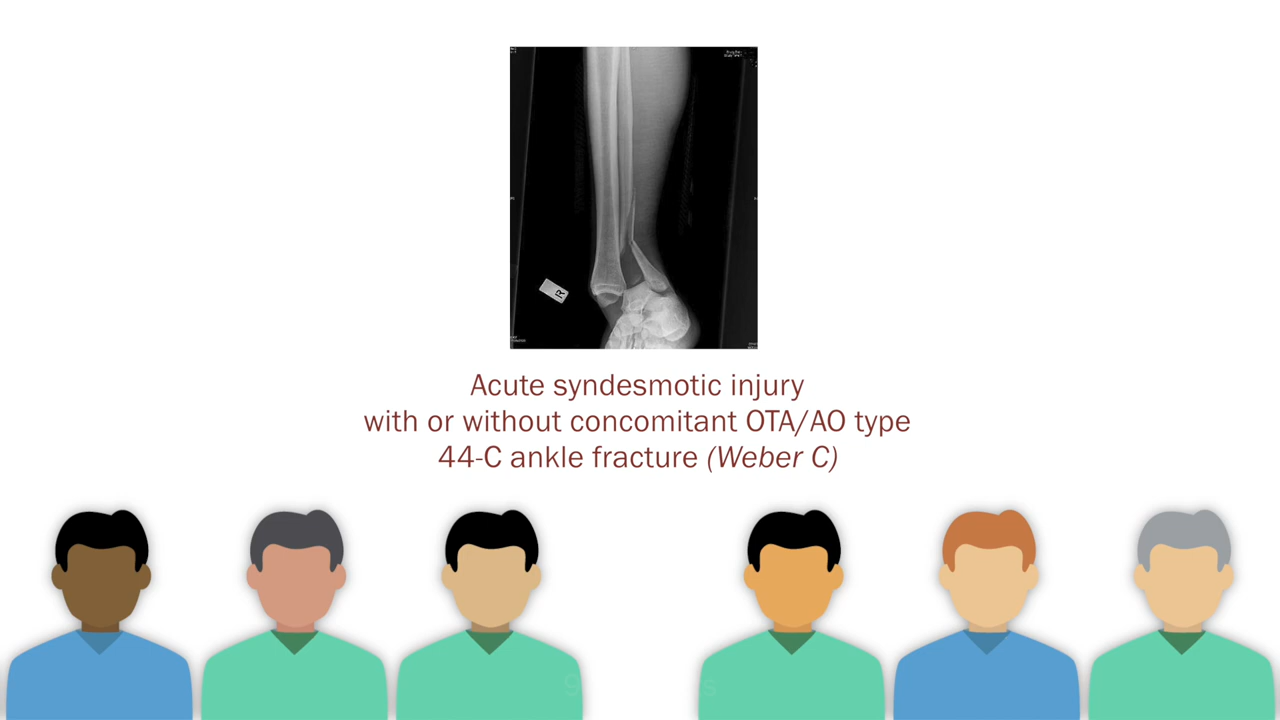 R
Acute syndesmotic injury
with or without concomitant OTA/AO type
44-C ankle fracture (Weber C)